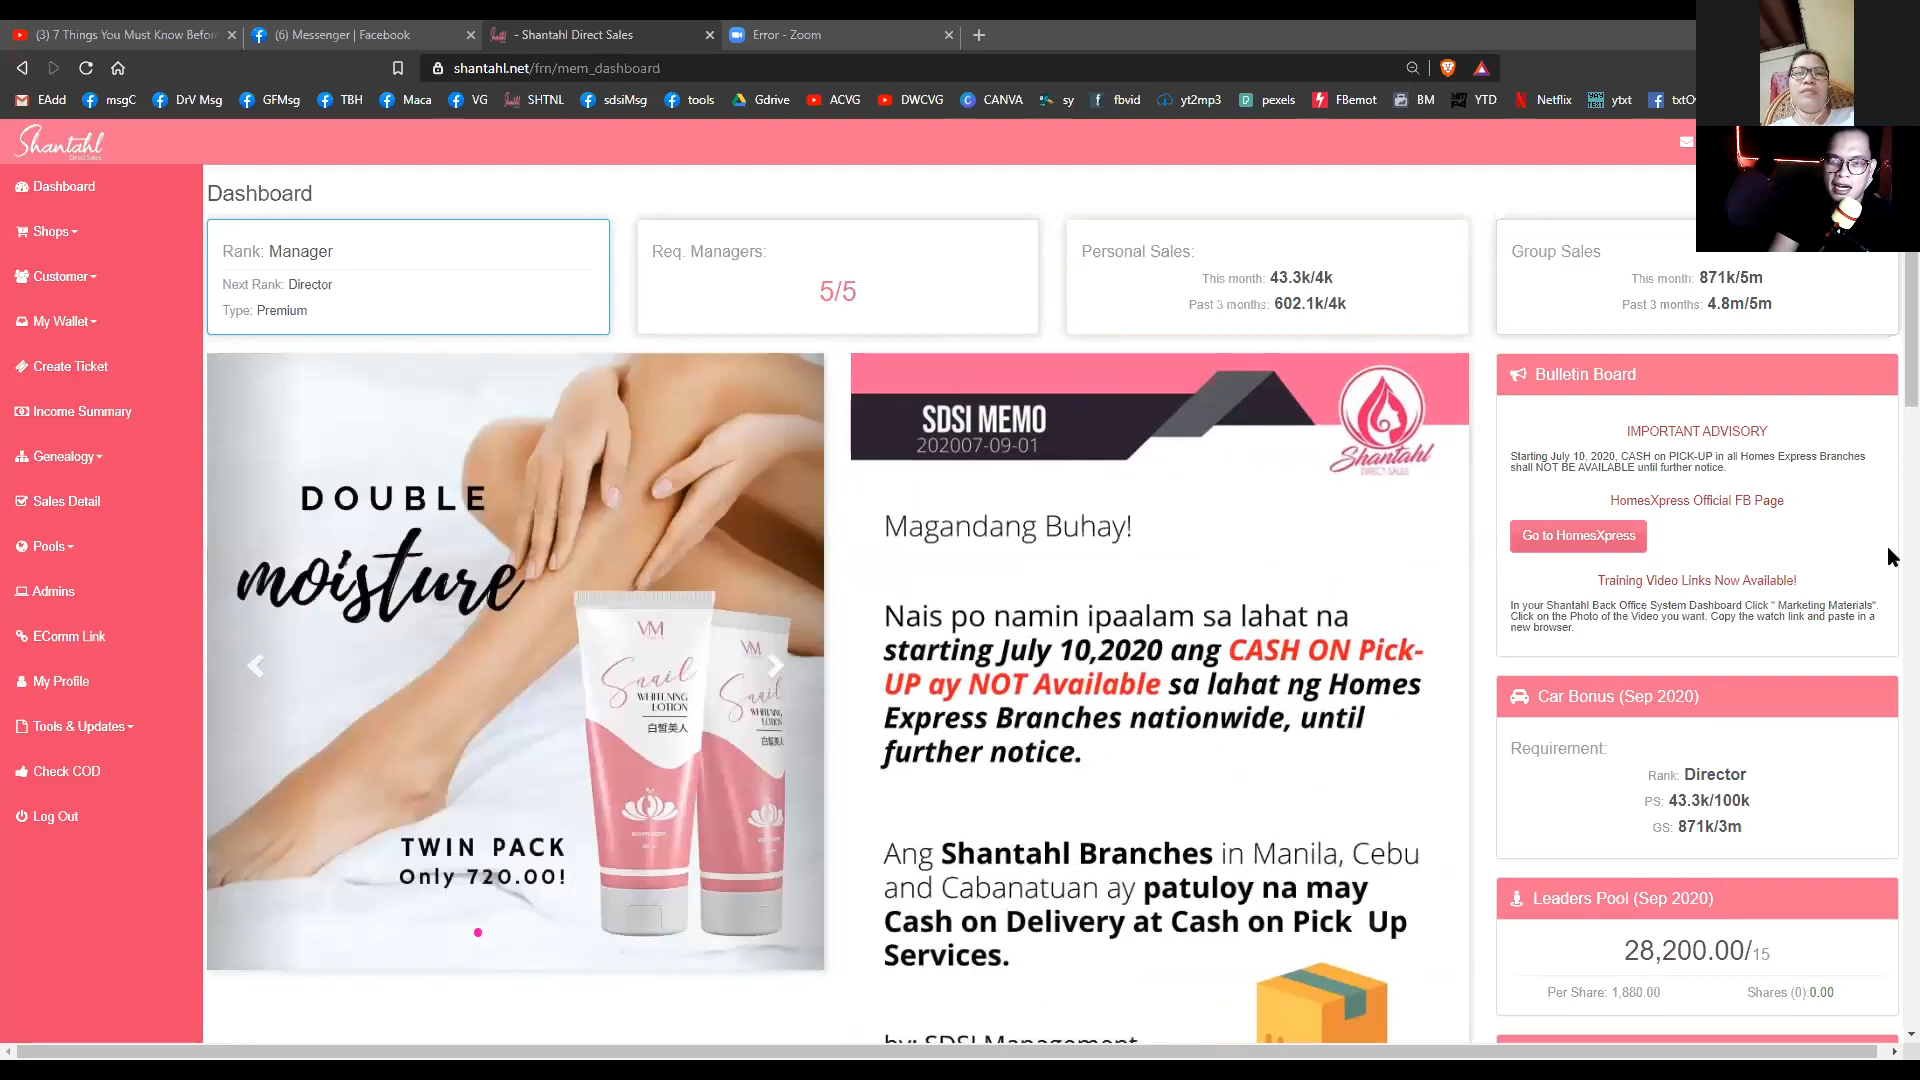 (3) 7 Things You Must Know Befor
(6) Messenger | Facebook
- Shantahl Direct Sales
Error - Zoom
shantahl.net/frn/mem_dashboard
EAdd
msgC
DrV Msg
GFMsg
TBH
Maca
VG
SHTNL
sdsiMsg
tools
Gdrive
ACVG
DWCVG
CANVA
sy
fbvid
yt2mp3
pexels
FBemot
BM
YTD
Netflix
ytxt
Shantahl
Direct Sales
Dashboard
Shops
Customer
My Wallet
Create Ticket
Income Summary
Genealogy
Sales Detail
Pools
Admins
EComm Link
My Profile
Tools & Updates
Check COD
Log Out
Dashboard
Rank: Manager
Next Rank: Director
Type: Premium
Req. Managers:
5/5
Personal Sales:
This month: 43.3k/4k
Past 3 months: 602.1k/4k
Group Sales
This month: 871k/5m
Past 3 months: 4.8m/5m
DOUBLE
moisture
VM
Snail
WHITENING
LOTION
白皙美人
VM
TWIN PACK
Only 720.00!
SDSI MEMO
202007-09-01
Shantahl
DIRECT SALES
Magandang Buhay!
Nais po namin ipaalam sa lahat na
starting July 10,2020 ang CASH ON Pick-
UP ay NOT Available sa lahat ng Homes
Express Branches nationwide, until
further notice.
Ang Shantahl Branches in Manila, Cebu
and Cabanatuan ay patuloy na may
Cash on Delivery at Cash on Pick Up
Services.
by: SDSI Management
Bulletin Board
IMPORTANT ADVISORY
Starting July 10, 2020, CASH on PICK-UP in all Homes Express Branches
shall NOT BE AVAILABLE until further notice.
HomesXpress Official FB Page
Go to HomesXpress
Training Video Links Now Available!
In your Shantahl Back Office System Dashboard Click " Marketing Materials".
Click on the Photo of the Video you want. Copy the watch link and paste in a
new browser.
Car Bonus (Sep 2020)
Requirement:
Rank: Director
PS: 43.3k/100k
GS: 871k/3m
Leaders Pool (Sep 2020)
28,200.00/15
Per Share: 1,880.00
Shares (0):0.00